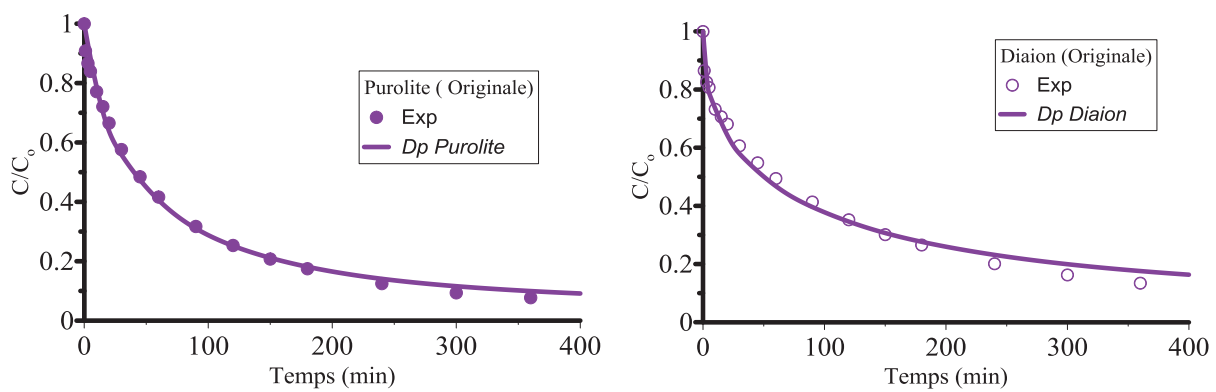 1
0.8
0.6
0.4
0.2
0
C/Co
0
100
200
300
400
Temps (min)
Purolite ( Originale)
Exp
Dp Purolite
1
0.8
0.6
0.4
0.2
0
C/Co
0
100
200
300
400
Temps (min)
Diaion (Originale)
Exp
Dp Diaion